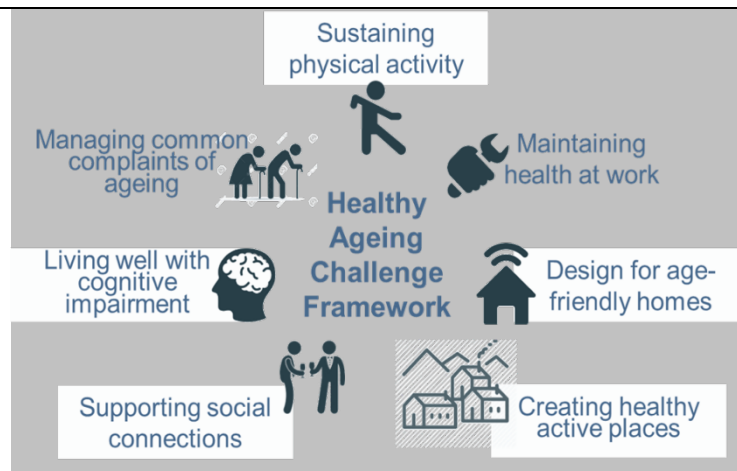 Sustaining
physical activity
Managing common
complaints of
ageing
Maintaining
health at work
Healthy
Ageing
Challenge
Framework
Living well with
cognitive
impairment
Design for age-
friendly homes
Supporting social
connections
Creating healthy
active places